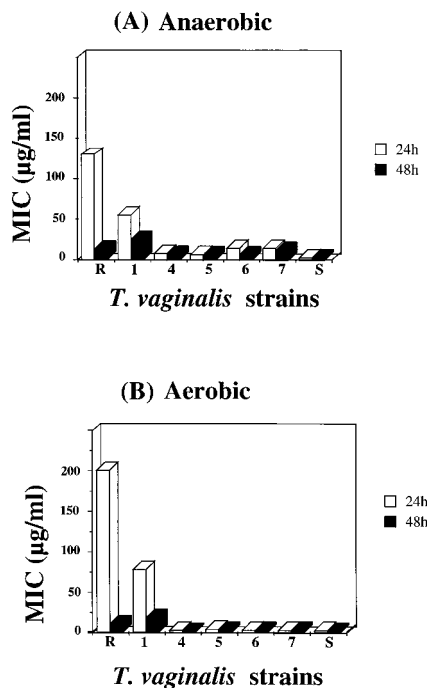 (A) Anaerobic
MIC (µg/ml)
200
150
100
50
0
24h
48h
R 1 4 5 6 7 S
T. vaginalis strains
(B) Aerobic
MIC (µg/ml)
200
150
100
50
0
24h
48h
R 1 4 5 6 7 S
T. vaginalis strains